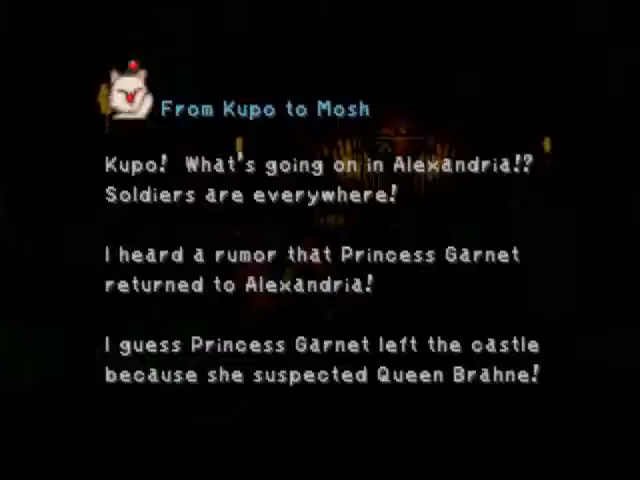 From Kupo to Mosh
Kupo! What's going on in Alexandria!?
Soldiers are everywhere!
I heard a rumor that Princess Garnet
returned to Alexandria!
I guess Princess Garnet left the castle
because she suspected Queen Brahne!